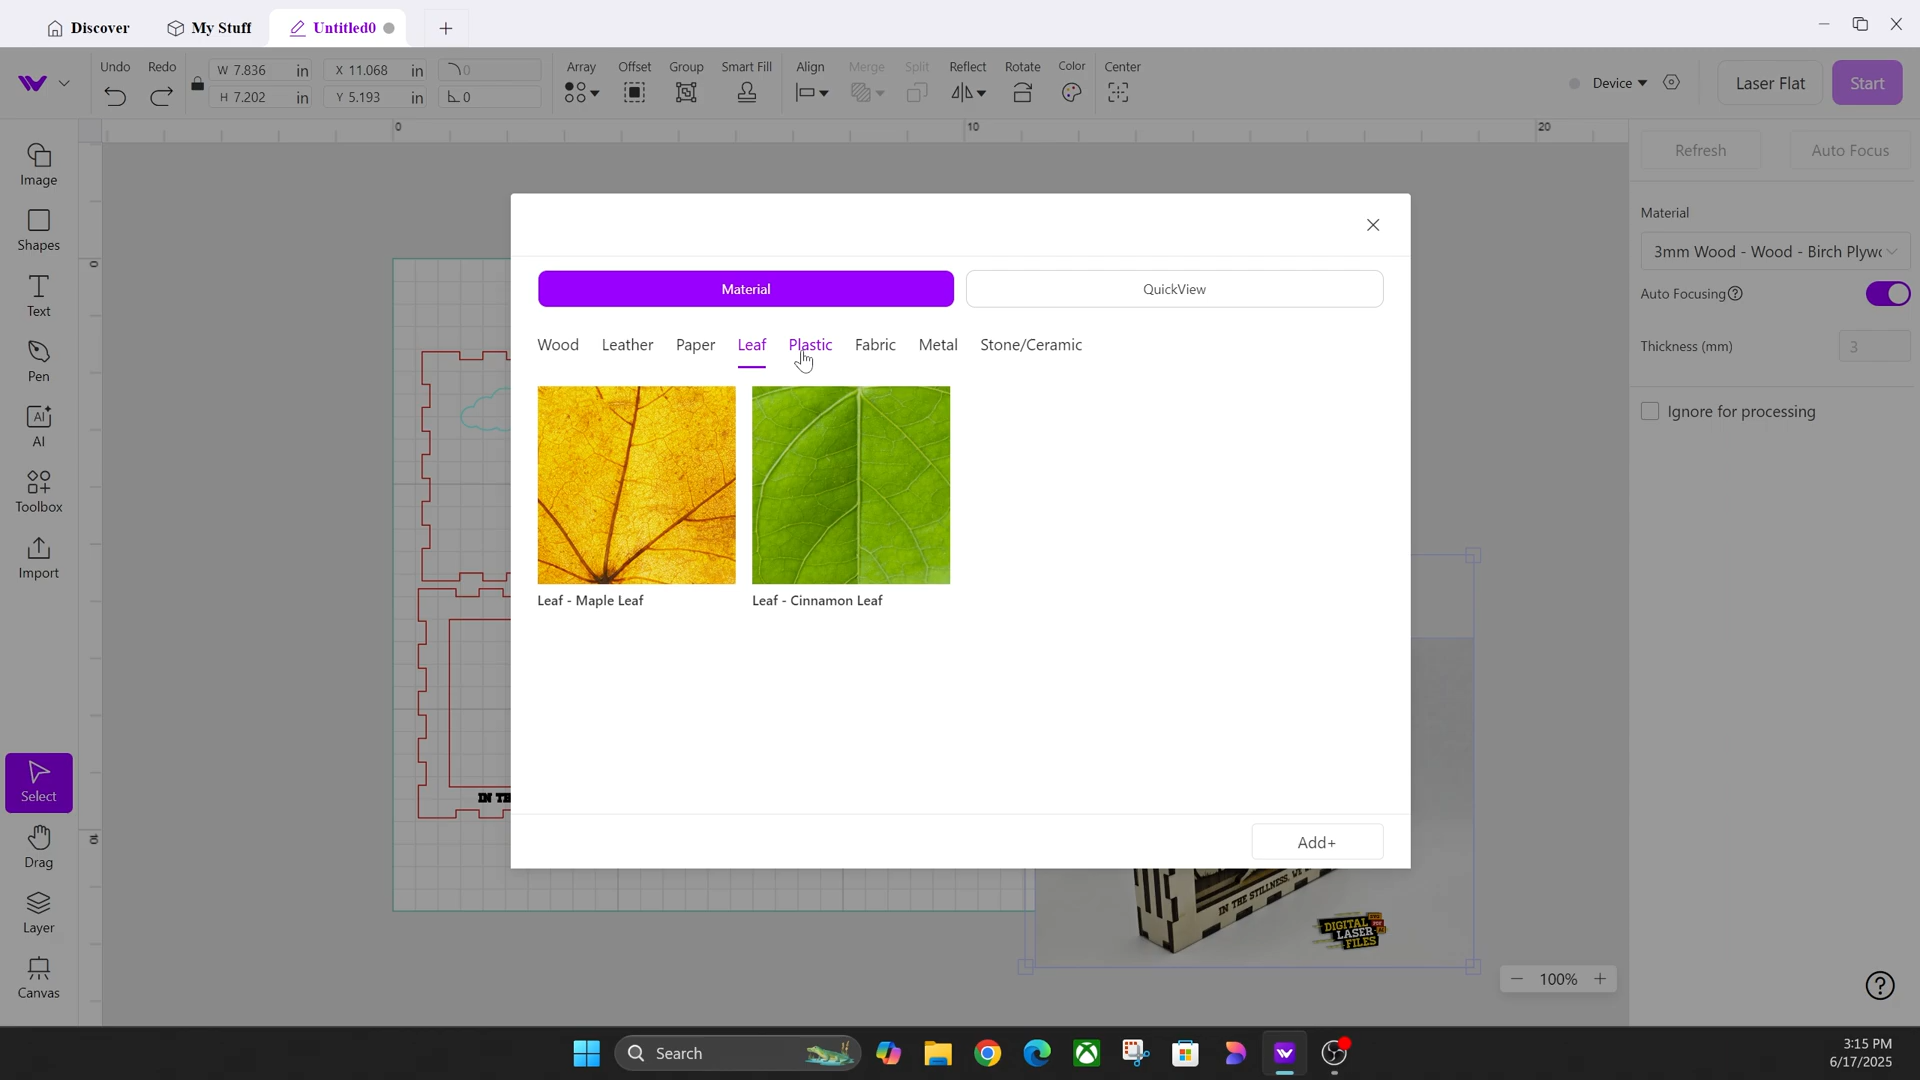 Discover
My Stuff
Untitled0
Undo
Redo
W 7.836 in
H 7.202 in
X 11.068 in
Y 5.193 in
0
0
Array
Offset
Group
Smart Fill
Align
Merge
Split
Reflect
Rotate
Color
Center
Device
Laser Flat
Start
0
10
20
Image
Shapes
Text
Pen
AI
AI
Toolbox
Import
Select
Drag
Layer
Canvas
0
10
Material
QuickView
Wood
Leather
Paper
Leaf
Plastic
Fabric
Metal
Stone/Ceramic
Leaf - Maple Leaf
Leaf - Cinnamon Leaf
Add+
IN THE STILLNESS, WE
DIGITAL
LASER
FILES
100%
Refresh
Auto Focus
Material
3mm Wood - Wood - Birch Plyw
Auto Focusing
Thickness (mm)
3
Ignore for processing
Search
3:15 PM
6/17/2025